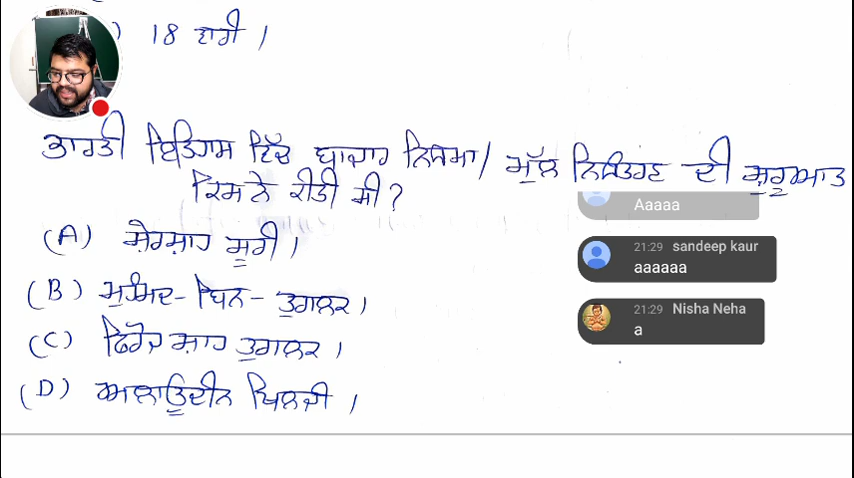 ) 18 ਵਾਰੀ ।
ਭਾਰਤੀ ਇਤਿਹਾਸ ਵਿੱਚ ਬਾਜ਼ਾਰ ਨਿਯਮਾ/ ਮੁੱਲ ਨਿਯੰਤਰਣ ਦੀ ਸ਼ੁਰੂਆਤ
ਕਿਸ ਨੇ ਕੀਤੀ ਸੀ?
(A) ਸ਼ੇਰਸ਼ਾਹ ਸੂਰੀ ।
(B) ਮੁਹੰਮਦ-ਬਿਨ-ਤੁਗਲਕ ।
(C) ਫਿਰੋਜ਼ ਸ਼ਾਹ ਤੁਗਲਕ ।
(D) ਅਲਾਉਦੀਨ ਖਿਲਜੀ ।
Aaaaa
21:29 sandeep kaur
aaaaaa
21:29 Nisha Neha
a